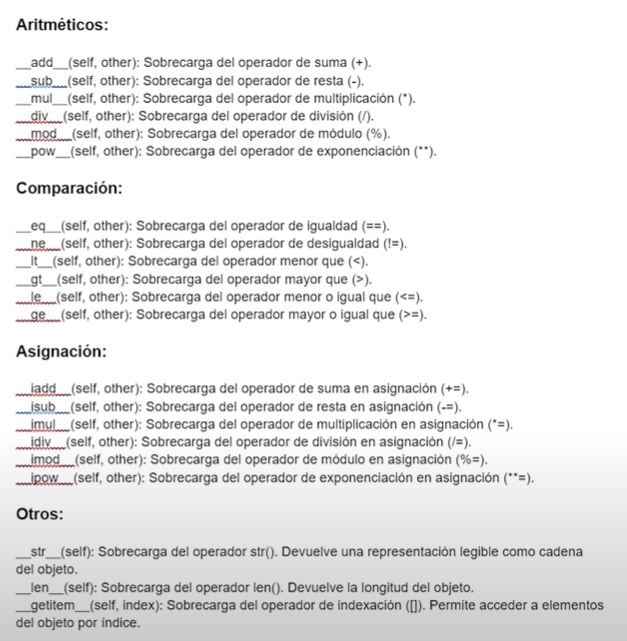 Aritméticos:
__add__(self, other): Sobrecarga del operador de suma (+).
__sub__(self, other): Sobrecarga del operador de resta (-).
__mul__(self, other): Sobrecarga del operador de multiplicación (*).
__div__(self, other): Sobrecarga del operador de división (/).
__mod__(self, other): Sobrecarga del operador de módulo (%).
__pow__(self, other): Sobrecarga del operador de exponenciación (**).
Comparación:
__eq__(self, other): Sobrecarga del operador de igualdad (==).
__ne__(self, other): Sobrecarga del operador de desigualdad (!=).
__lt__(self, other): Sobrecarga del operador menor que (<).
__gt__(self, other): Sobrecarga del operador mayor que (>).
__le__(self, other): Sobrecarga del operador menor o igual que (<=).
__ge__(self, other): Sobrecarga del operador mayor o igual que (>=).
Asignación:
__iadd__(self, other): Sobrecarga del operador de suma en asignación (+=).
__isub__(self, other): Sobrecarga del operador de resta en asignación (-=).
__imul__(self, other): Sobrecarga del operador de multiplicación en asignación (*=).
__idiv__(self, other): Sobrecarga del operador de división en asignación (/=).
__imod__(self, other): Sobrecarga del operador de módulo en asignación (%=).
__ipow__(self, other): Sobrecarga del operador de exponenciación en asignación (**=).
Otros:
__str__(self): Sobrecarga del operador str(). Devuelve una representación legible como cadena
del objeto.
__len__(self): Sobrecarga del operador len(). Devuelve la longitud del objeto.
__getitem__(self, index): Sobrecarga del operador de indexación ([]). Permite acceder a elementos
del objeto por índice.